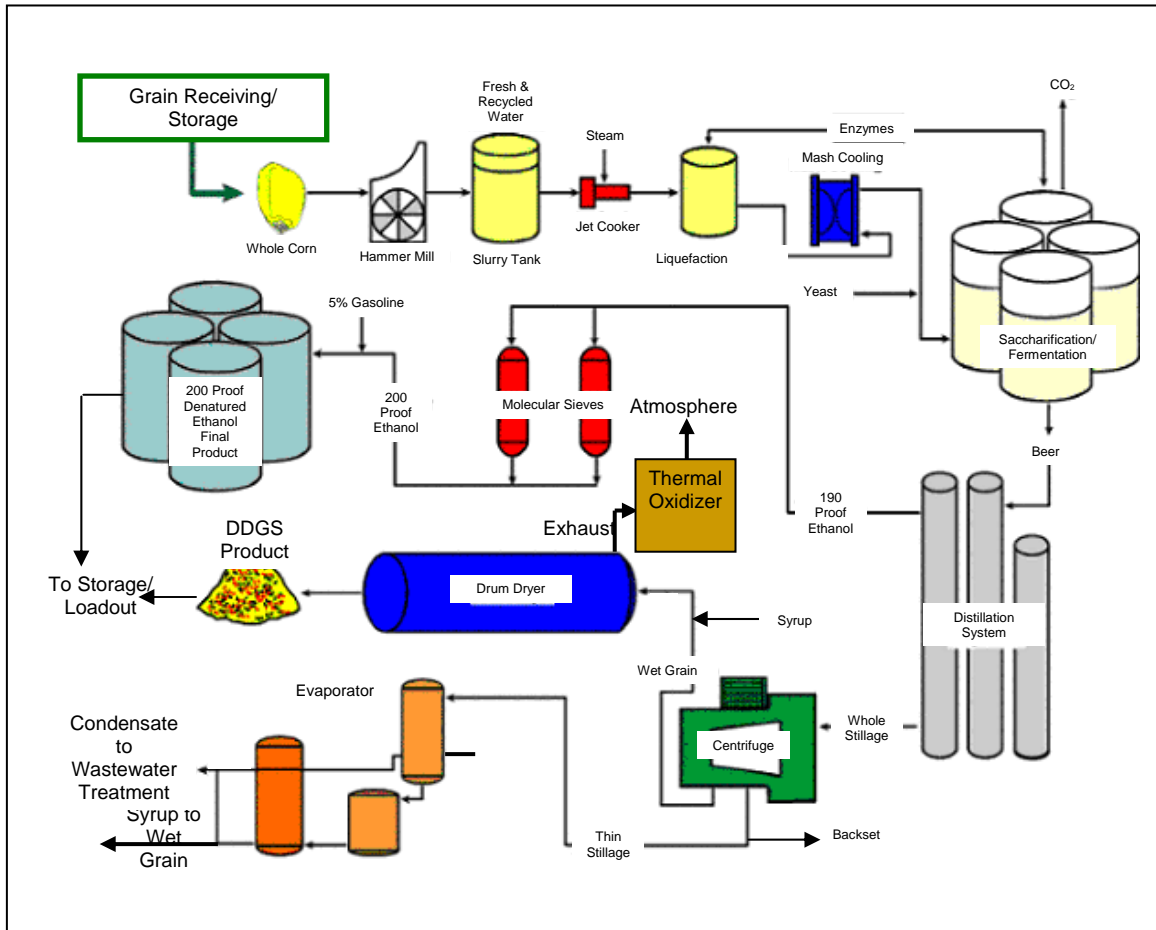 Grain Receiving/
Storage
Fresh &
Recycled
Water
CO₂
Steam
Enzymes
Mash Cooling
Whole Corn
Hammer Mill
Slurry Tank
Jet Cooker
Liquefaction
Yeast
Saccharification/
Fermentation
5% Gasoline
200 Proof
Denatured
Ethanol
Final
Product
200
Proof
Ethanol
Molecular Sieves
Atmosphere
Thermal
Oxidizer
190
Proof
Ethanol
Beer
Exhaust
DDGS
Product
To Storage/
Loadout
Drum Dryer
Syrup
Distillation
System
Wet Grain
Evaporator
Centrifuge
Whole
Stillage
Condensate
to
Wastewater
Treatment
Syrup to
Wet
Grain
Thin
Stillage
Backset